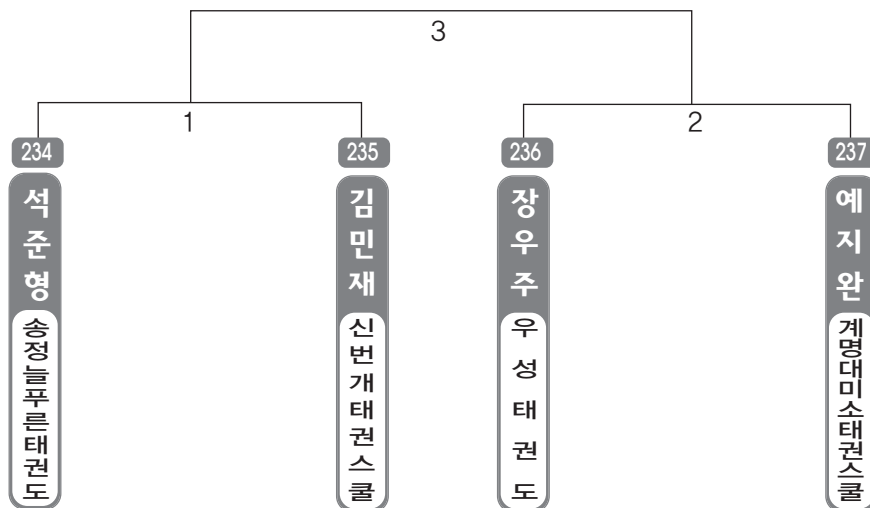 3
1
2
234
235
236
237
석준형
김민재
장우주
예지완
송정늘푸른태권도
신번개태권스쿨
우성태권도
계명대미소태권스쿨